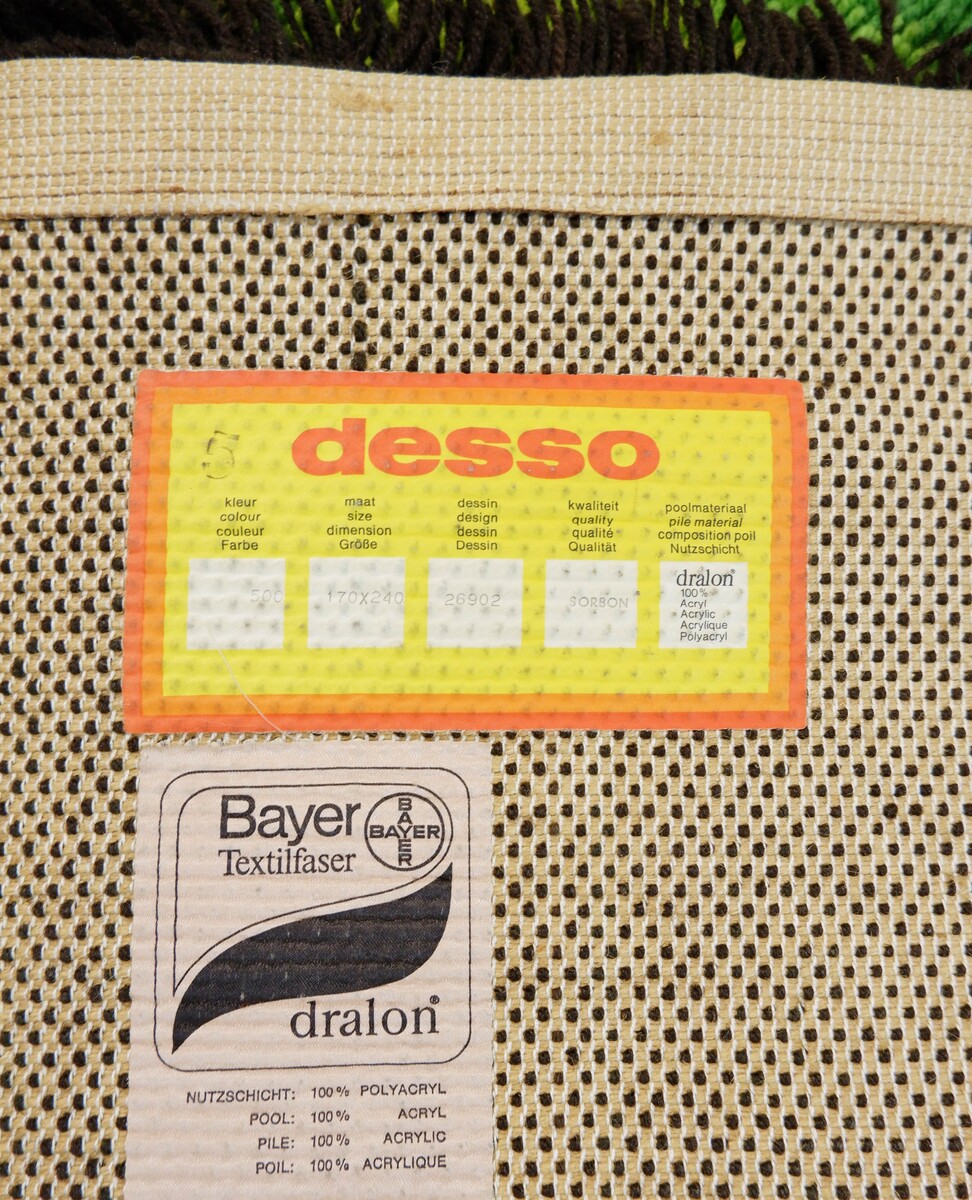 5
desso
kleur
colour
couleur
Farbe
maat
size
dimension
Größe
dessin
design
dessin
Dessin
kwaliteit
quality
qualité
Qualität
poolmateriaal
pile material
composition poil
Nutzschicht
500
170X240
26902
SORBON
dralon®
100%
Acryl
Acrylic
Acrylique
Polyacryl
Bayer
Textilfaser
BAYER
BAYER
dralon®
NUTZSCHICHT: 100% POLYACRYL
POOL: 100% ACRYL
PILE: 100% ACRYLIC
POIL: 100% ACRYLIQUE